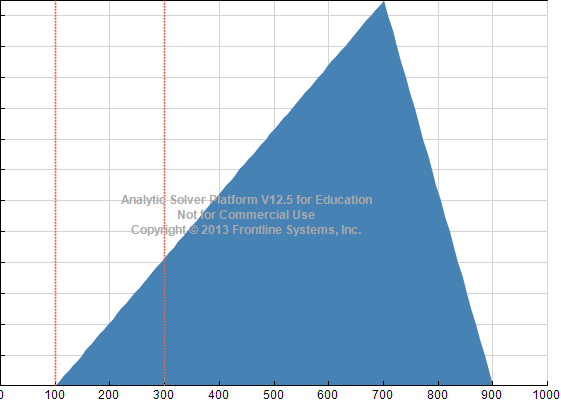 Analytic Solver Platform V12.5 for Education
Not for Commercial Use
Copyright © 2013 Frontline Systems, Inc.
0 100 200 300 400 500 600 700 800 900 1000